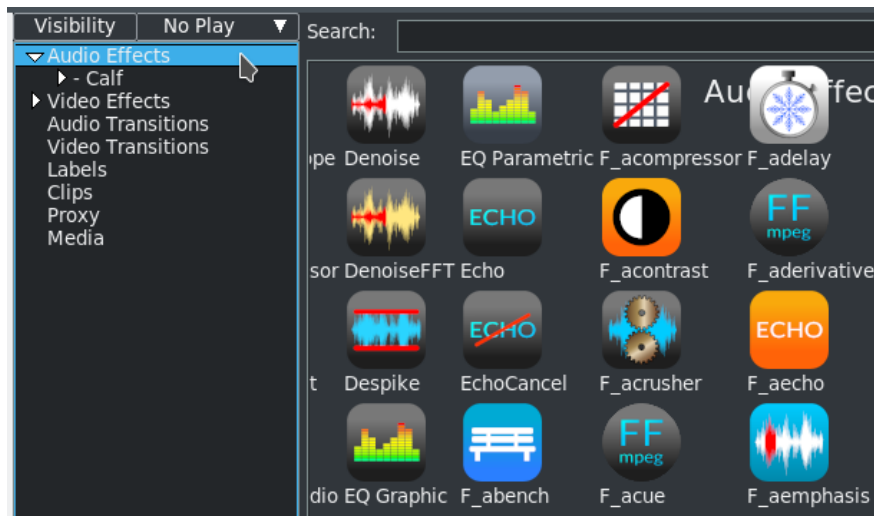 Visibility No Play
Search:
Audio Effects
- Calf
Video Effects
Audio Transitions
Video Transitions
Labels
Clips
Proxy
Media
Denoise EQ Parametric F_acompressor F_adelay
FF mpeg
ECHO
sor DenoiseFFT Echo F_acontrast F_aderivative
ECHO ECHO
Despike EchoCancel F_acrusher F_aecho
FF mpeg
dio EQ Graphic F_abench F_acue F_aemphasis